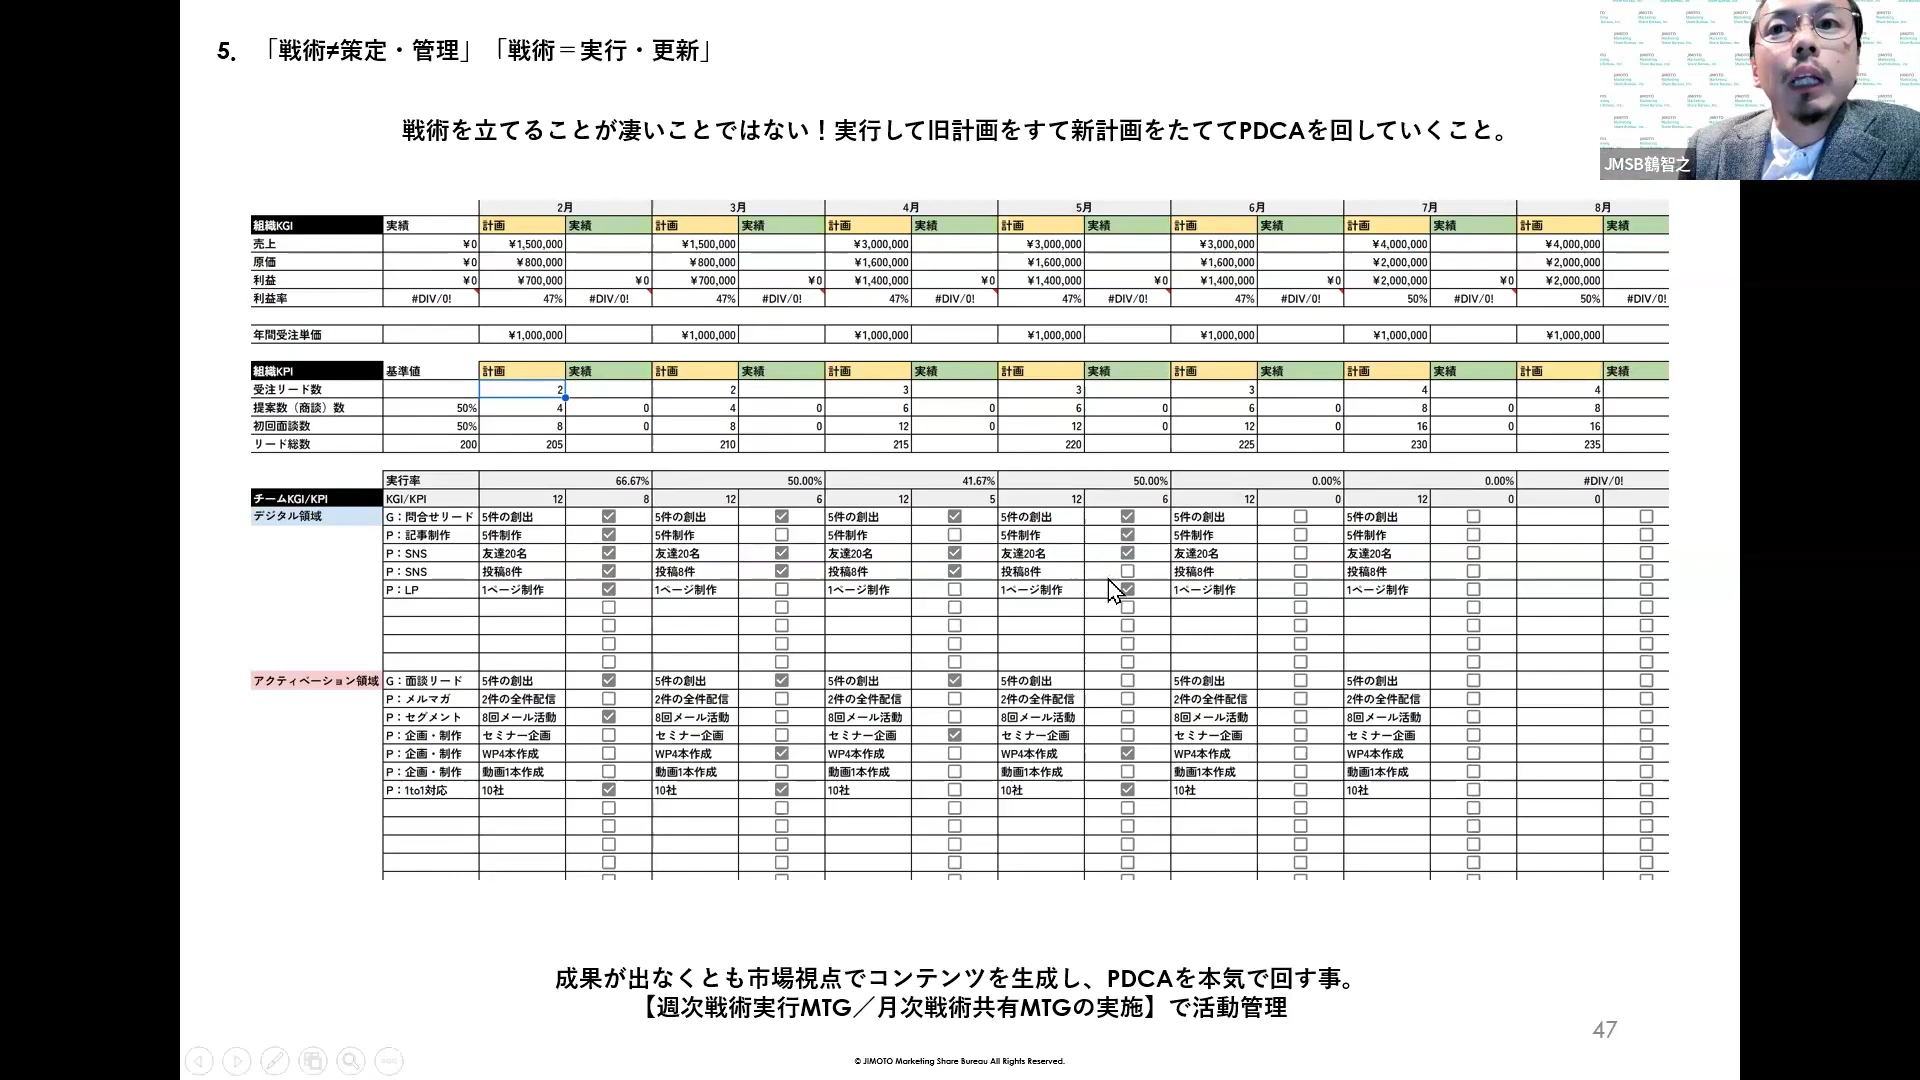 5. 「戦術≠策定・管理」「戦術＝実行・更新」
戦術を立てることが凄いことではない！実行して旧計画をすて新計画をたててPDCAを回していくこと。
JMSB鶴智之
2月 3月 4月 5月 6月 7月 8月
組織KGI 実績 計画 実績 計画 実績 計画 実績 計画 実績 計画 実績 計画 実績 計画 実績
売上 ¥0 ¥1,500,000 ¥1,500,000 ¥3,000,000 ¥3,000,000 ¥3,000,000 ¥4,000,000 ¥4,000,000
原価 ¥0 ¥800,000 ¥800,000 ¥1,600,000 ¥1,600,000 ¥1,600,000 ¥2,000,000 ¥2,000,000
利益 ¥0 ¥700,000 ¥0 ¥700,000 ¥0 ¥1,400,000 ¥0 ¥1,400,000 ¥0 ¥1,400,000 ¥0 ¥2,000,000 ¥0 ¥2,000,000
利益率 #DIV/0! 47% #DIV/0! 47% #DIV/0! 47% #DIV/0! 47% #DIV/0! 47% #DIV/0! 50% #DIV/0! 50% #DIV/0!
年間受注単価 ¥1,000,000 ¥1,000,000 ¥1,000,000 ¥1,000,000 ¥1,000,000 ¥1,000,000 ¥1,000,000
組織KPI 基準値 計画 実績 計画 実績 計画 実績 計画 実績 計画 実績 計画 実績 計画 実績
受注リード数 2 2 3 3 3 4 4
提案数（商談）数 50% 4 0 4 0 6 0 6 0 6 0 8 0 8
初回面談数 50% 8 0 8 0 12 0 12 0 12 0 16 0 16
リード総数 200 205 210 215 220 225 230 235
実行率 66.67% 50.00% 41.67% 50.00% 0.00% 0.00% #DIV/0!
チームKGI/KPI KGI/KPI 12 8 12 6 12 5 12 6 12 0 12 0 0
デジタル領域 G：問合せリード 5件の創出 5件の創出 5件の創出 5件の創出 5件の創出 5件の創出
P：記事制作 5件制作 5件制作 5件制作 5件制作 5件制作 5件制作
P：SNS 友達20名 友達20名 友達20名 友達20名 友達20名 友達20名
P：SNS 投稿8件 投稿8件 投稿8件 投稿8件 投稿8件 投稿8件
P：LP 1ページ制作 1ページ制作 1ページ制作 1ページ制作 1ページ制作 1ページ制作
アクティベーション領域 G：面談リード 5件の創出 5件の創出 5件の創出 5件の創出 5件の創出 5件の創出
P：メルマガ 2件の全件配信 2件の全件配信 2件の全件配信 2件の全件配信 2件の全件配信 2件の全件配信
P：セグメント 8回メール活動 8回メール活動 8回メール活動 8回メール活動 8回メール活動 8回メール活動
P：企画・制作 セミナー企画 セミナー企画 セミナー企画 セミナー企画 セミナー企画 セミナー企画
P：企画・制作 WP4本作成 WP4本作成 WP4本作成 WP4本作成 WP4本作成 WP4本作成
P：企画・制作 動画1本作成 動画1本作成 動画1本作成 動画1本作成 動画1本作成 動画1本作成
P：1to1対応 10社 10社 10社 10社 10社 10社
成果が出なくとも市場視点でコンテンツを生成し、PDCAを本気で回す事。
【週次戦術実行MTG／月次戦術共有MTGの実施】で活動管理
47
© JIMOTO Marketing Share Bureau All Rights Reserved.